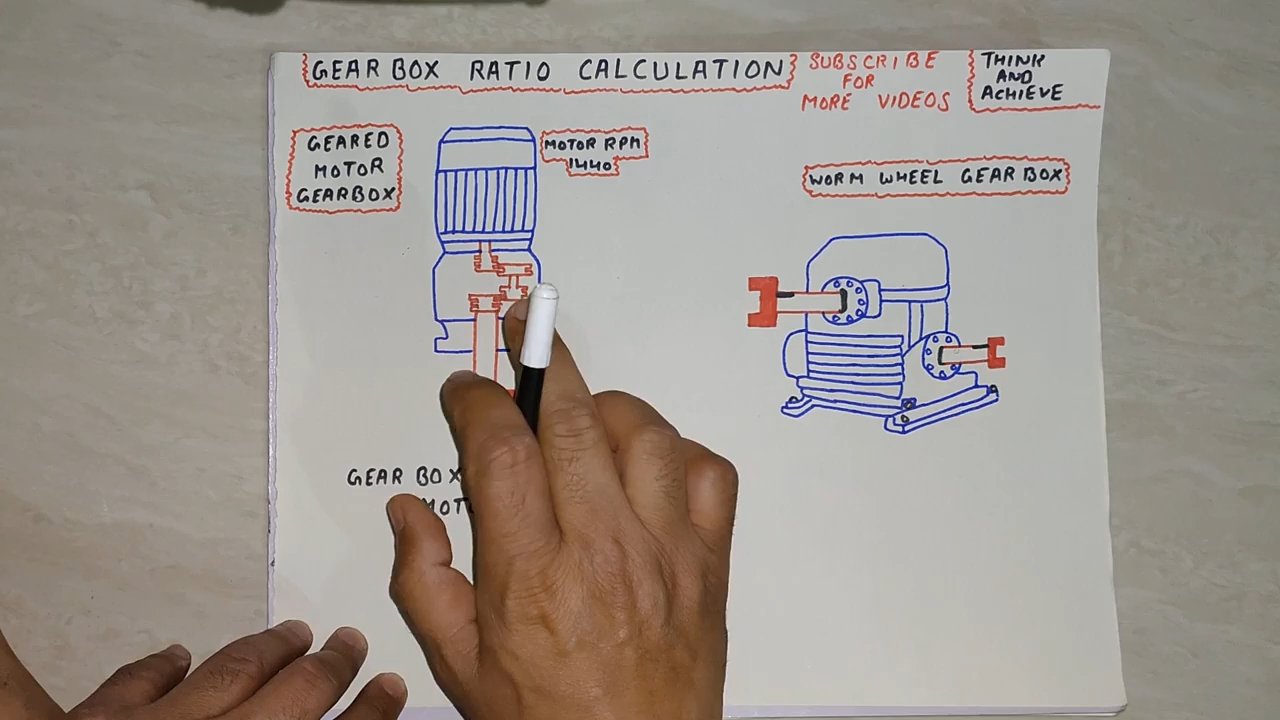 GEAR BOX RATIO CALCULATION
SUBSCRIBE
FOR
MORE VIDEOS
THINK
AND
ACHIEVE
GEARED
MOTOR
GEARBOX
MOTOR RPM
1440
WORM WHEEL GEAR BOX
GEAR BOX